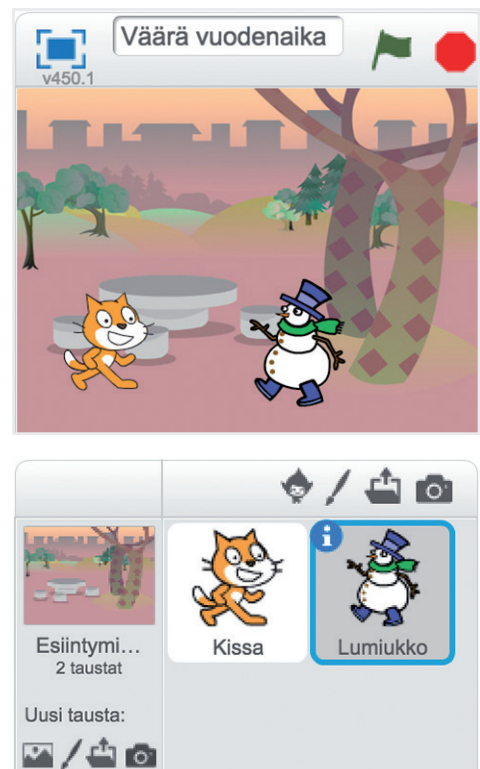 Väärä vuodenaika
v450.1
Esiintymi...
2 taustat
Kissa
Lumiukko
Uusi tausta: